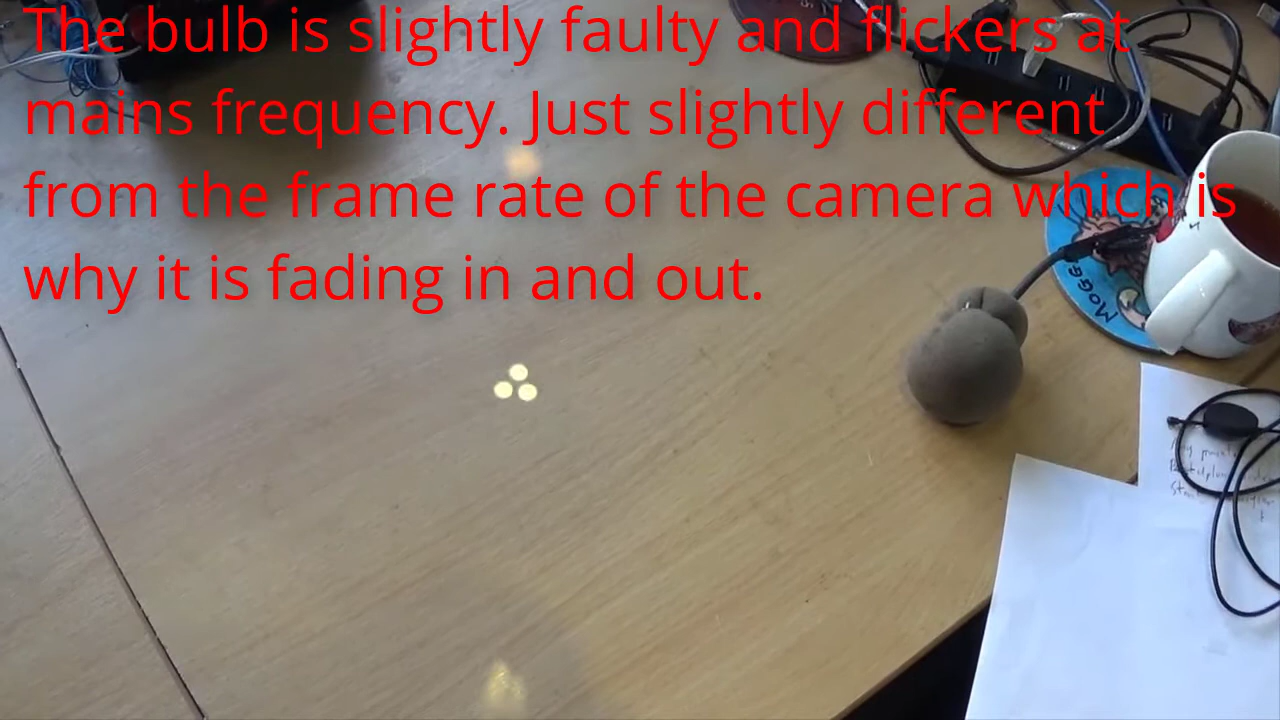 The bulb is slightly faulty and flickers at
mains frequency. Just slightly different
from the frame rate of the camera which is
why it is fading in and out.
MOGG